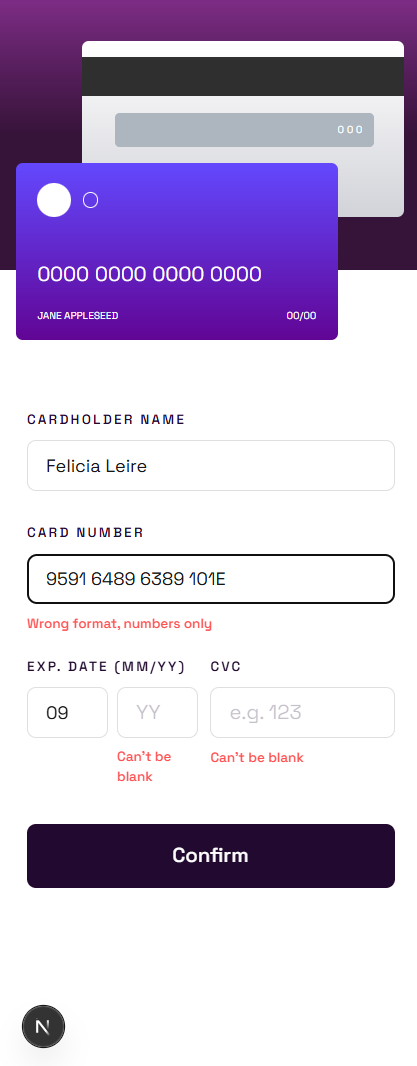 000
0000 0000 0000 0000
JANE APPLESEED 00/00
CARDHOLDER NAME
Felicia Leire
CARD NUMBER
9591 6489 6389 101E
Wrong format, numbers only
EXP. DATE (MM/YY) CVC
09 YY e.g. 123
Can't be blank Can't be blank
Confirm
N